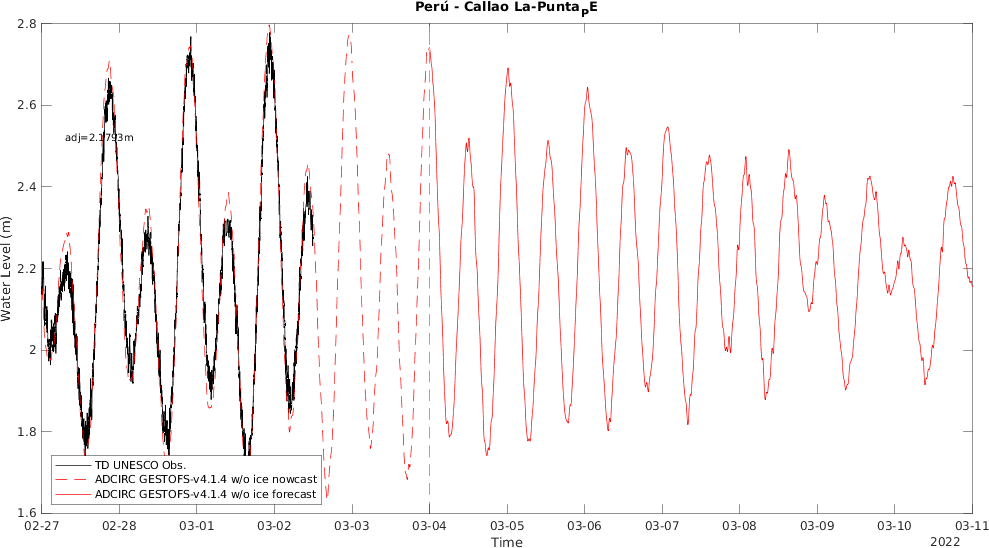 Perú - Callao La-PuntaPE
2.8
2.6
adj=2.1793m
2.4
2.2
Water Level (m)
2
1.8
TD UNESCO Obs.
ADCIRC GESTOFS-v4.1.4 w/o ice nowcast
ADCIRC GESTOFS-v4.1.4 w/o ice forecast
1.6
02-27 02-28 03-01 03-02 03-03 03-04 03-05 03-06 03-07 03-08 03-09 03-10 03-11
Time
2022